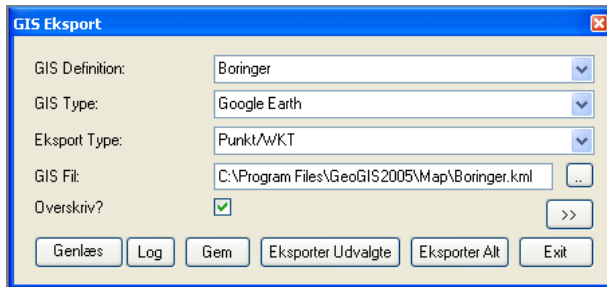 GIS Eksport
GIS Definition: Boringer
GIS Type: Google Earth
Eksport Type: Punkt/WKT
GIS Fil: C:\Program Files\GeoGIS2005\Map\Boringer.kml ..
Overskriv? >>
Genlæs Log Gem Eksporter Udvalgte Eksporter Alt Exit